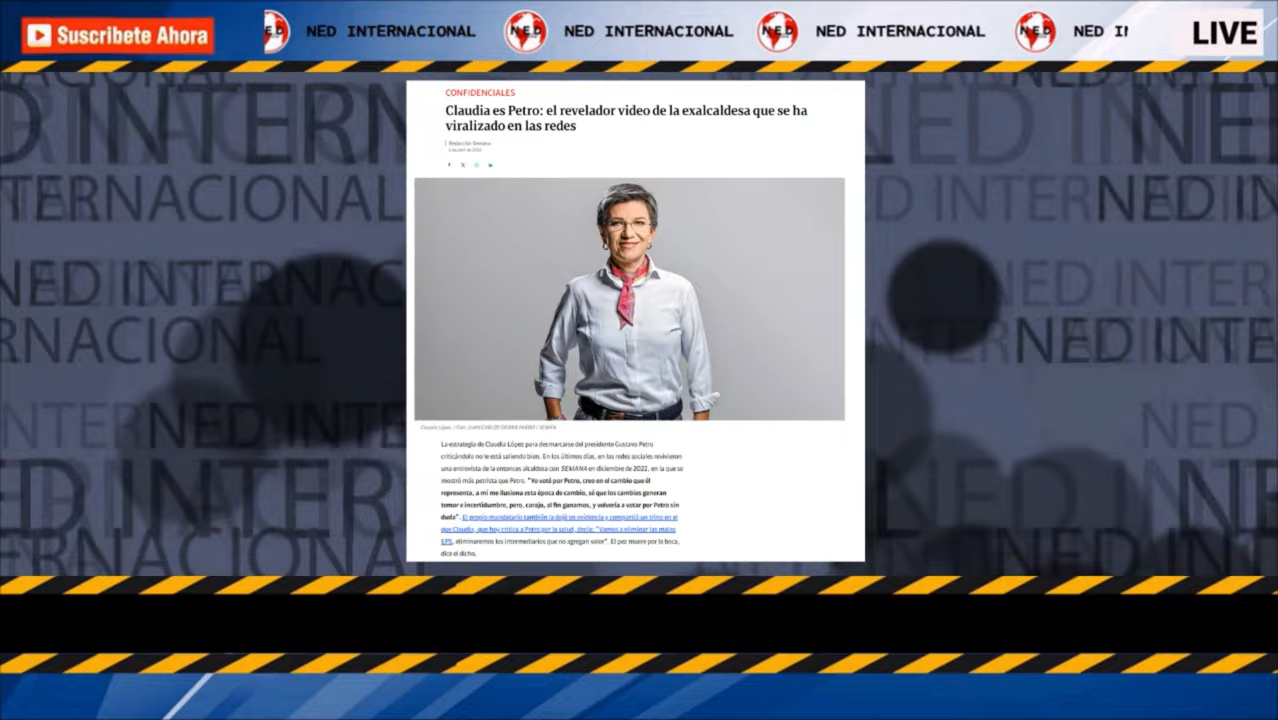 Suscribete Ahora
NED INTERNACIONAL
NED INTERNACIONAL
NED INTERNACIONAL
NED
LIVE
CONFIDENCIALES
Claudia es Petro: el revelador video de la exalcaldesa que se ha
viralizado en las redes
Redacción Semana
La estrategia de Claudia López para desmarcarse del presidente Gustavo Petro
criticándolo no le está saliendo bien. En los últimos días, en las redes sociales revivieron
una entrevista de la entonces alcaldesa con SEMANA en diciembre de 2022, en la que se
mostró más petrista que Petro. "Yo voté por Petro, creo en el cambio que él
representa, a mí me ilusiona esta época de cambio, sé que los cambios generan
temor e incertidumbre, pero, carajo, al fin ganamos, y volvería a votar por Petro sin
duda". El propio mandatario también la dejó en evidencia y compartió un trino en el
que Claudia, que hoy critica a Petro por la salud, decía: "Vamos a eliminar las malas
EPS, eliminaremos los intermediarios que no agregan valor". El pez muere por la boca,
dice el dicho.